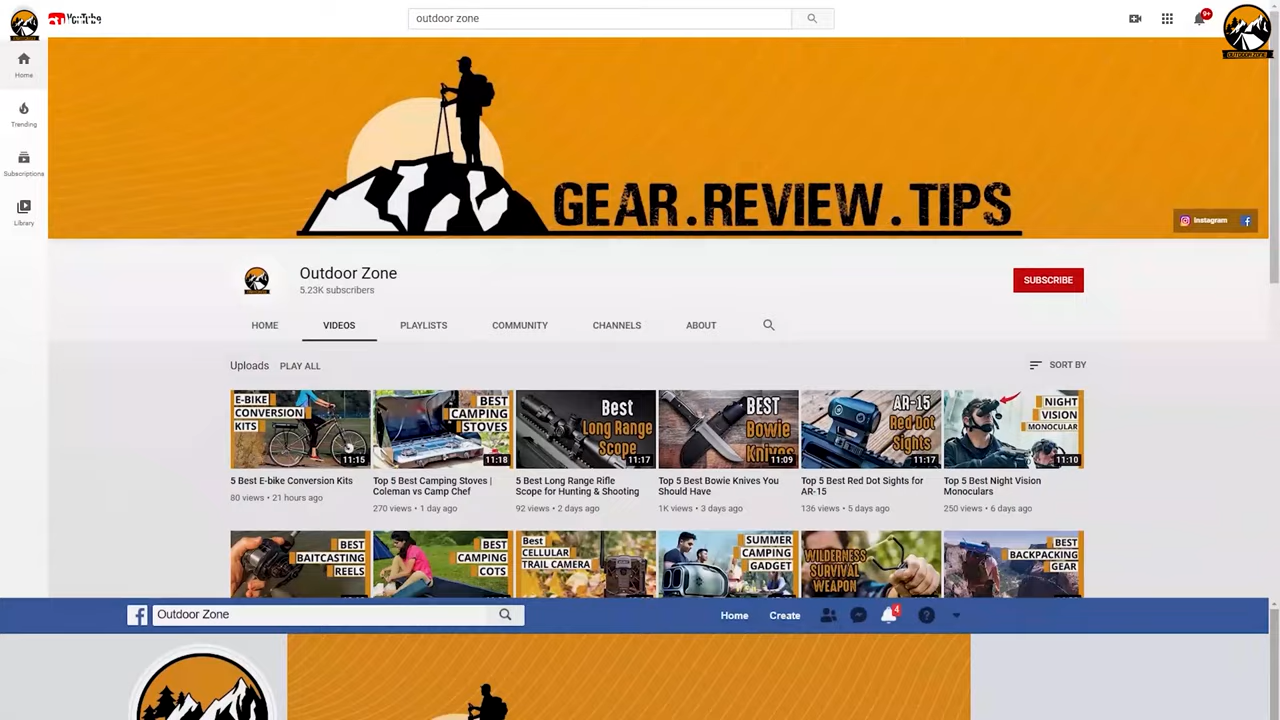 YouTube
outdoor zone
9+
OUTDOOR ZONE
Home
Trending
Subscriptions
Library
GEAR.REVIEW.TIPS
Instagram
Outdoor Zone
5.23K subscribers
SUBSCRIBE
HOME
VIDEOS
PLAYLISTS
COMMUNITY
CHANNELS
ABOUT
Uploads
PLAY ALL
SORT BY
E-BIKE
CONVERSION
KITS
11:15
BEST
CAMPING
STOVES
11:18
Best
Long Range
Scope
11:17
BEST
Bowie
Knives
11:09
AR-15
Red Dot
Sights
11:17
NIGHT
VISION
MONOCULAR
11:10
5 Best E-bike Conversion Kits
80 views • 21 hours ago
Top 5 Best Camping Stoves |
Coleman vs Camp Chef
270 views • 1 day ago
5 Best Long Range Rifle
Scope for Hunting & Shooting
92 views • 2 days ago
Top 5 Best Bowie Knives You
Should Have
1K views • 3 days ago
Top 5 Best Red Dot Sights for
AR-15
136 views • 5 days ago
Top 5 Best Night Vision
Monoculars
250 views • 6 days ago
BEST
BAITCASTING
REELS
BEST
CAMPING
COTS
Best
CELLULAR
TRAIL CAMERA
SUMMER
CAMPING
GADGET
WILDERNESS
SURVIVAL
WEAPON
BEST
BACKPACKING
GEAR
Outdoor Zone
Home
Create
4